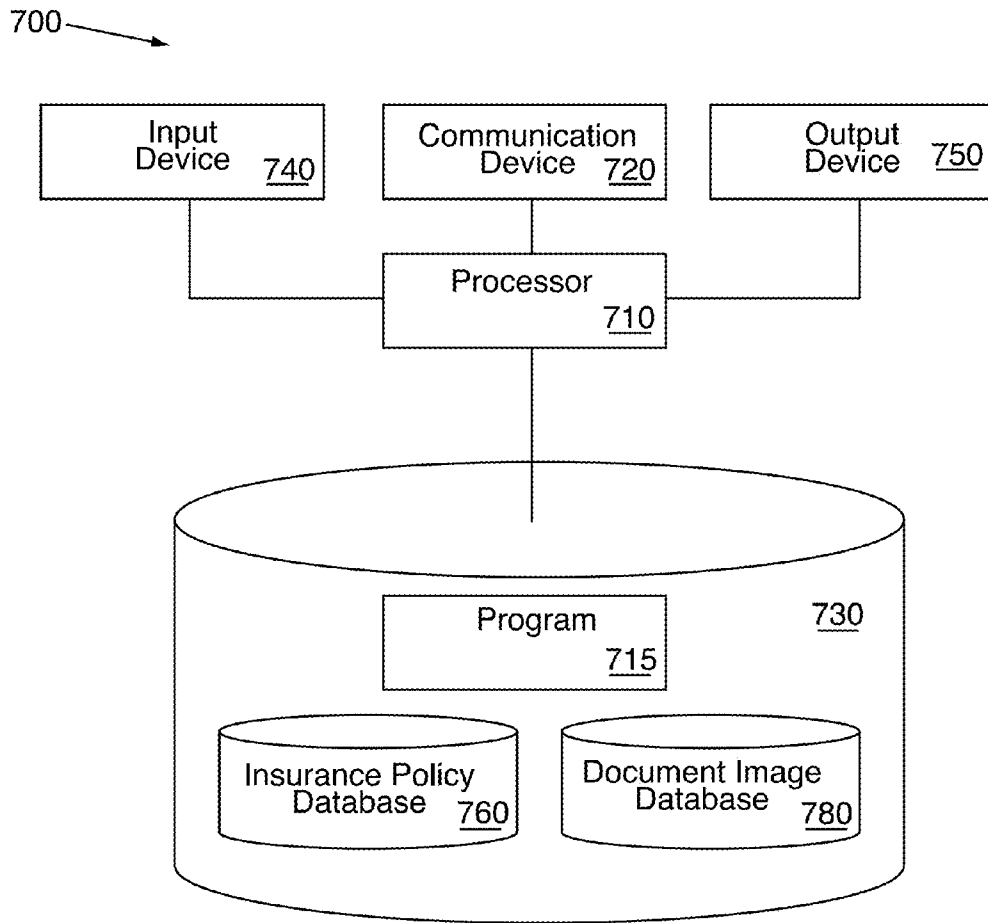 700
Input
Device 740
Communication
Device 720
Output
Device 750
Processor
710
Program
715
730
Insurance Policy
Database 760
Document Image
Database 780